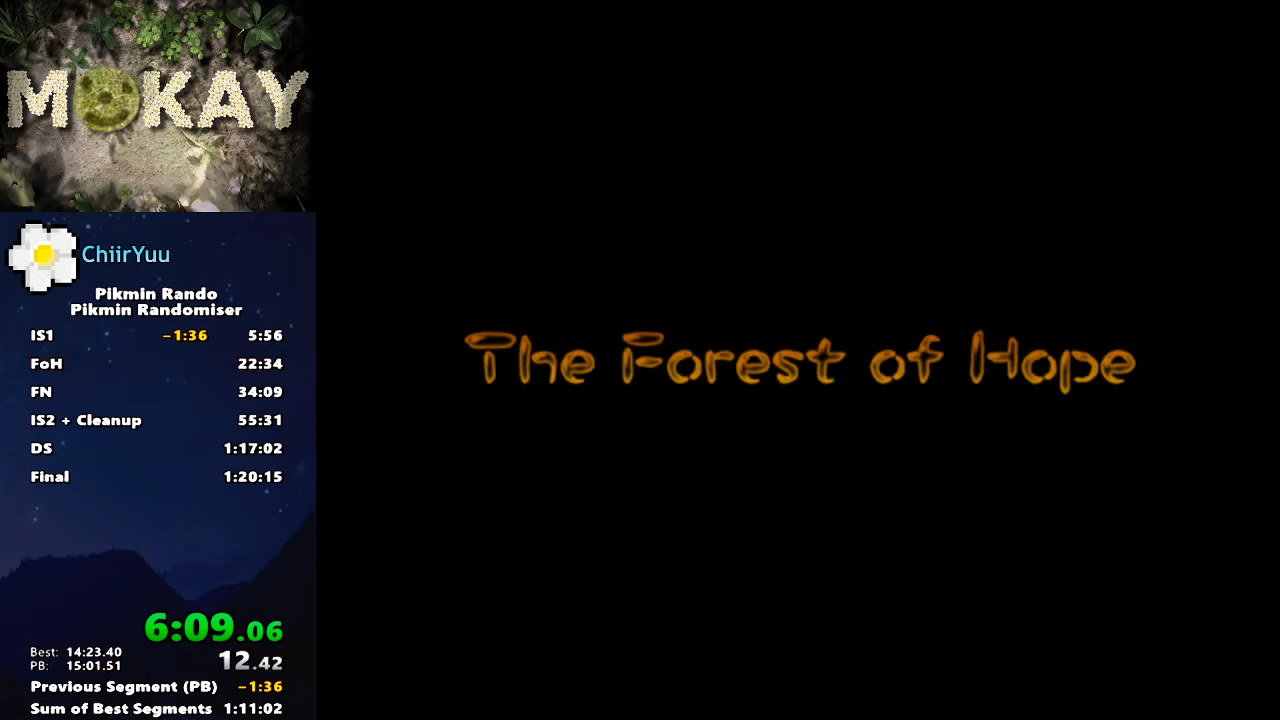 MOKAY
ChiirYuu
Pikmin Rando
Pikmin Randomiser
IS1 -1:36 5:56
FoH 22:34
FN 34:09
IS2 + Cleanup 55:31
DS 1:17:02
Final 1:20:15
6:09.06
Best: 14:23.40
PB: 15:01.51
12.42
Previous Segment (PB) -1:36
Sum of Best Segments 1:11:02
The Forest of Hope